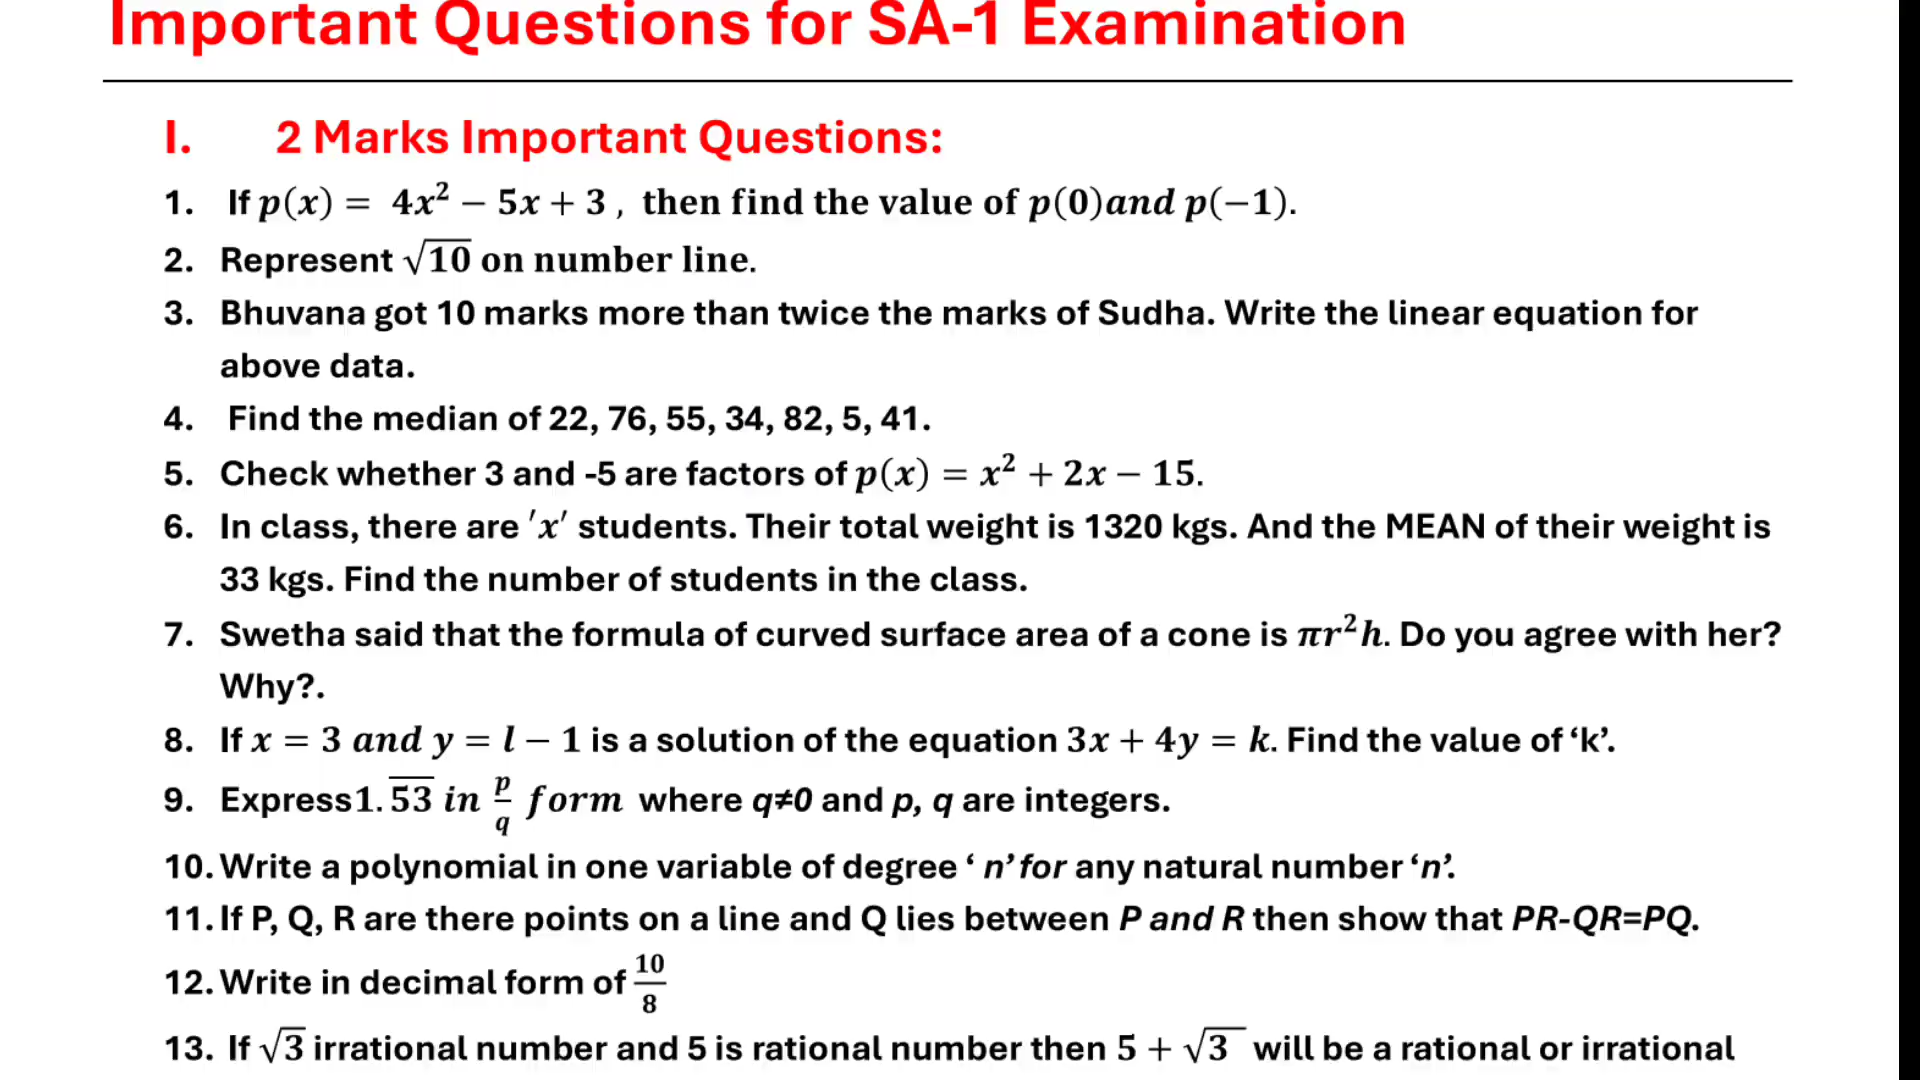 Important Questions for SA-1 Examination
I. 2 Marks Important Questions:
1. If p(x) = 4x² − 5x + 3 , then find the value of p(0)and p(−1).
2. Represent √10 on number line.
3. Bhuvana got 10 marks more than twice the marks of Sudha. Write the linear equation for
above data.
4. Find the median of 22, 76, 55, 34, 82, 5, 41.
5. Check whether 3 and -5 are factors of p(x) = x² + 2x − 15.
6. In class, there are ′x′ students. Their total weight is 1320 kgs. And the MEAN of their weight is
33 kgs. Find the number of students in the class.
7. Swetha said that the formula of curved surface area of a cone is πr²h. Do you agree with her?
Why?.
8. If x = 3 and y = l − 1 is a solution of the equation 3x + 4y = k. Find the value of ‘k’.
9. Express1.5̅3̅ in p/q form where q≠0 and p, q are integers.
10. Write a polynomial in one variable of degree ‘ n’ for any natural number ‘n’.
11. If P, Q, R are there points on a line and Q lies between P and R then show that PR-QR=PQ.
12. Write in decimal form of 10/8
13. If √3 irrational number and 5 is rational number then 5 + √3 will be a rational or irrational